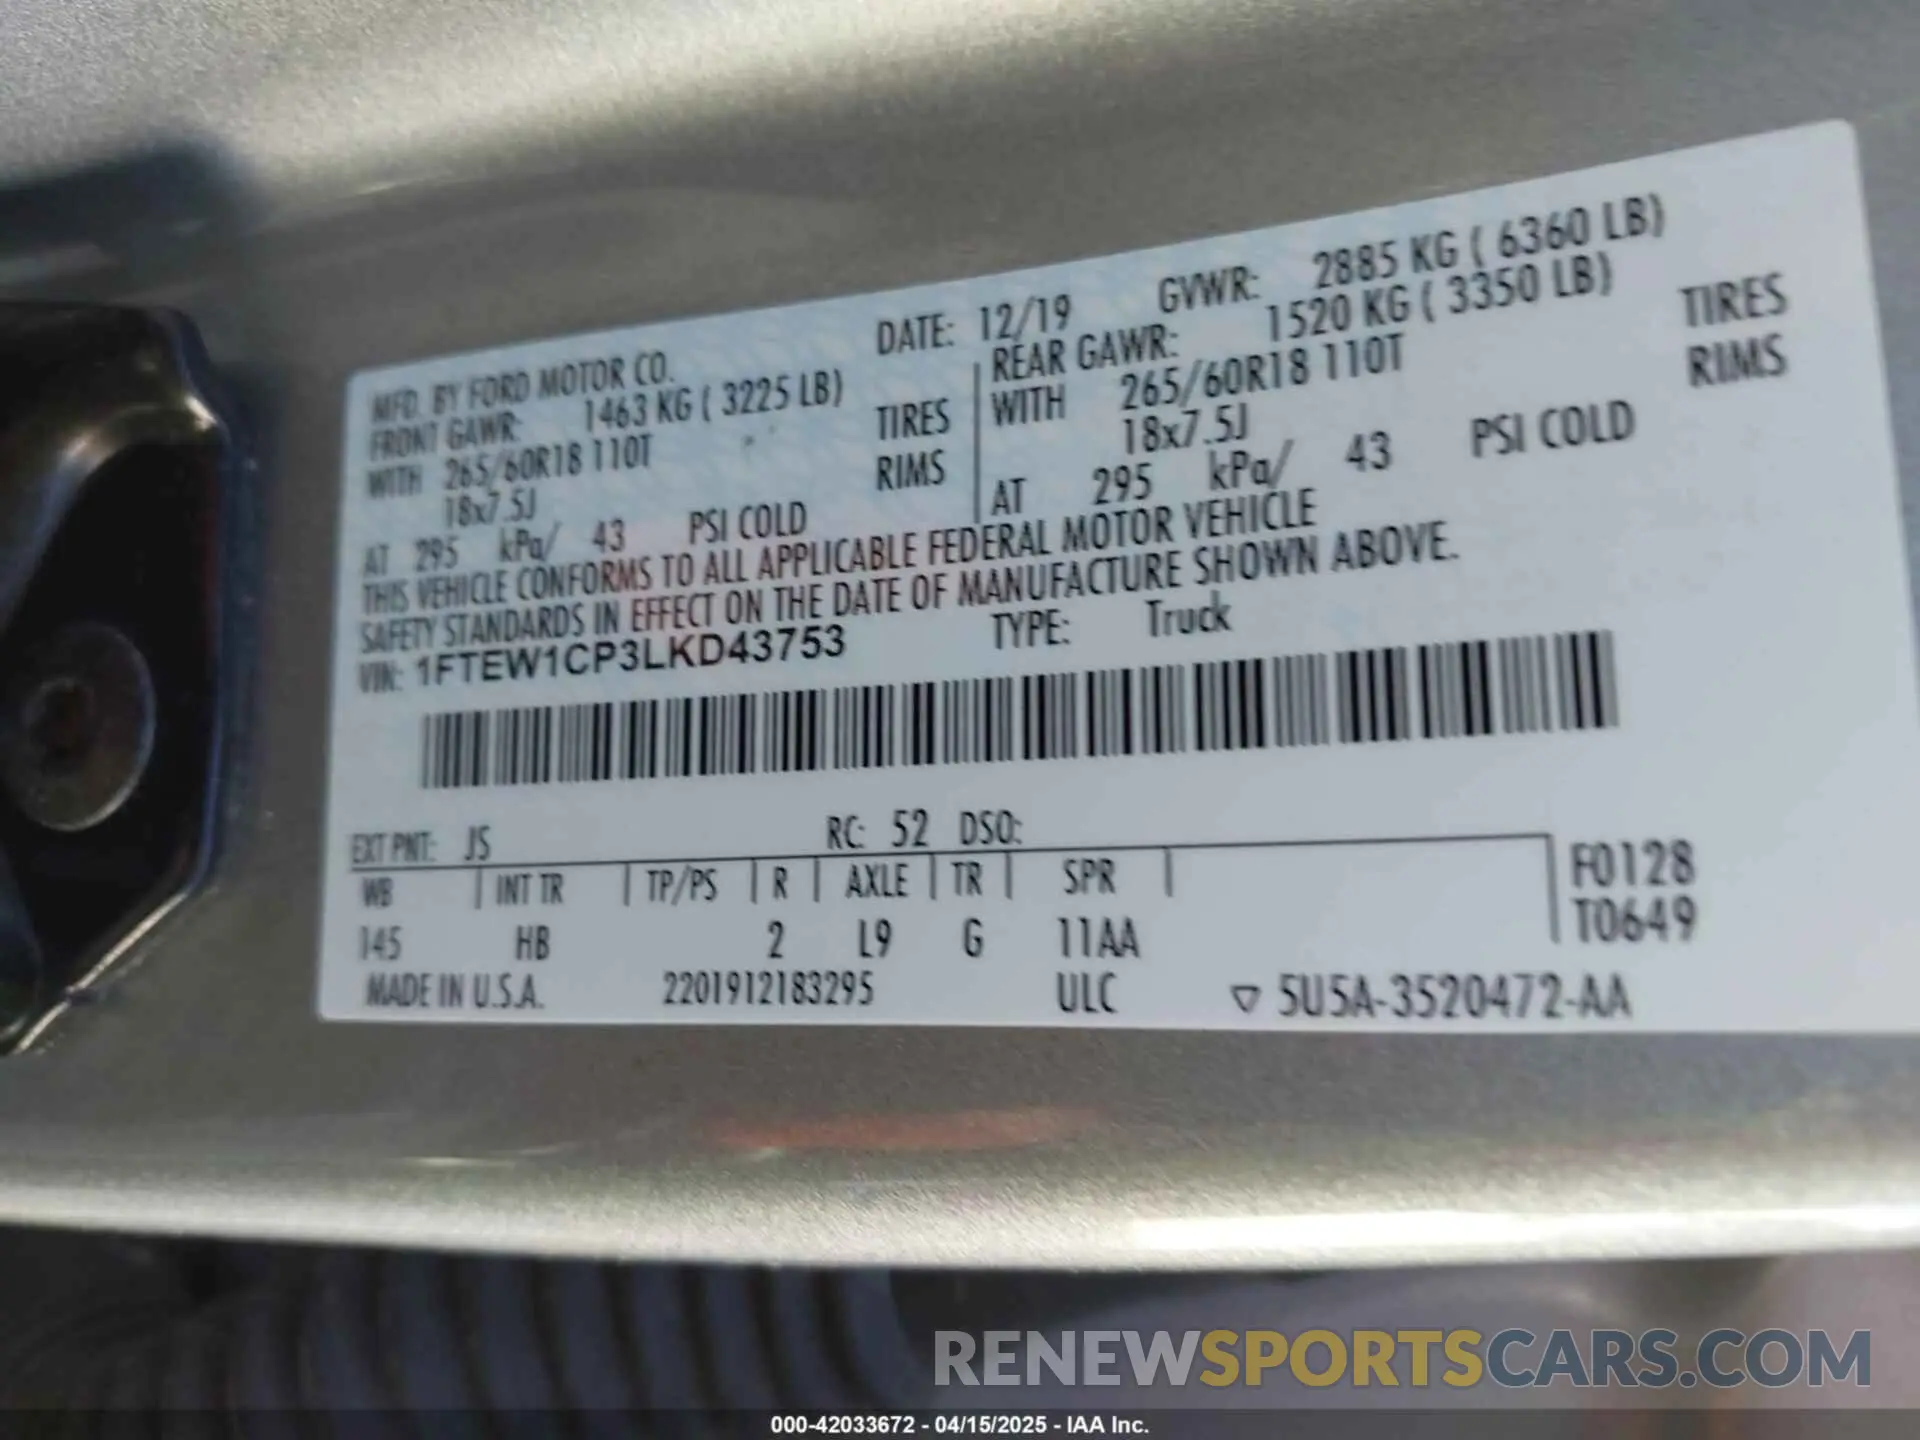 MFD. BY FORD MOTOR CO. DATE: 12/19 GVWR: 2885 KG ( 6360 LB)
FRONT GAWR: 1463 KG ( 3225 LB) REAR GAWR: 1520 KG ( 3350 LB)
WITH 265/60R18 110T TIRES WITH 265/60R18 110T TIRES
18x7.5J RIMS 18x7.5J RIMS
AT 295 kPa/ 43 PSI COLD AT 295 kPa/ 43 PSI COLD
THIS VEHICLE CONFORMS TO ALL APPLICABLE FEDERAL MOTOR VEHICLE
SAFETY STANDARDS IN EFFECT ON THE DATE OF MANUFACTURE SHOWN ABOVE.
VIN: 1FTEW1CP3LKD43753 TYPE: Truck
EXT PNT: JS RC: 52 DSO:
WB INT TR TP/PS R AXLE TR SPR F0128
145 HB 2 L9 G 11AA T0649
MADE IN U.S.A. 2201912183295 ULC ▽ 5U5A-3520472-AA
RENEWSPORTSCARS.COM
000-42033672 - 04/15/2025 - IAA Inc.